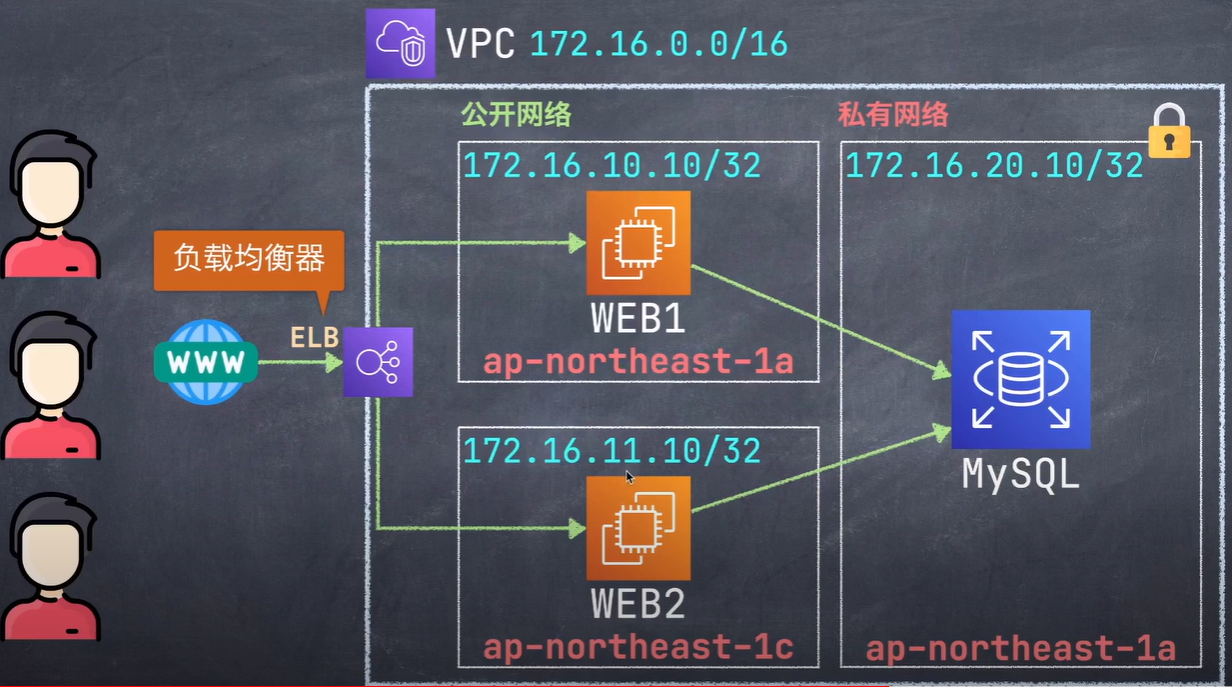 VPC 172.16.0.0/16
公开网络
私有网络
172.16.10.10/32
172.16.20.10/32
WEB1
ap-northeast-1a
负载均衡器
ELB
WWW
172.16.11.10/32
MySQL
WEB2
ap-northeast-1c
ap-northeast-1a